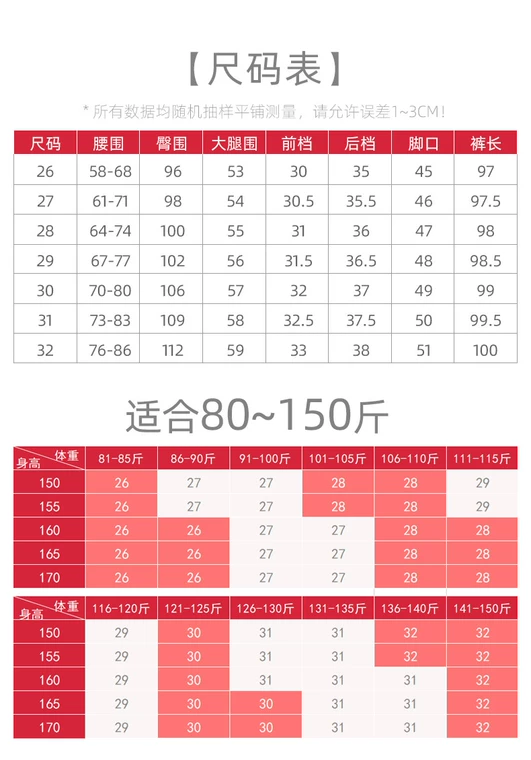 【尺码表】
* 所有数据均随机抽样平铺测量，请允许误差1~3CM!
尺码 腰围 臀围 大腿围 前档 后档 脚口 裤长
26 58-68 96 53 30 35 45 97
27 61-71 98 54 30.5 35.5 46 97.5
28 64-74 100 55 31 36 47 98
29 67-77 102 56 31.5 36.5 48 98.5
30 70-80 106 57 32 37 49 99
31 73-83 109 58 32.5 37.5 50 99.5
32 76-86 112 59 33 38 51 100
适合80~150斤
身高 体重 81-85斤 86-90斤 91-100斤 101-105斤 106-110斤 111-115斤
150 26 27 27 28 28 29
155 26 27 27 28 28 29
160 26 26 27 27 28 28
165 26 26 27 27 28 28
170 26 26 27 27 28 28
身高 体重 116-120斤 121-125斤 126-130斤 131-135斤 136-140斤 141-150斤
150 29 30 31 31 32 32
155 29 30 31 31 32 32
160 29 30 31 31 31 32
165 29 30 30 31 31 32
170 29 30 30 31 31 32